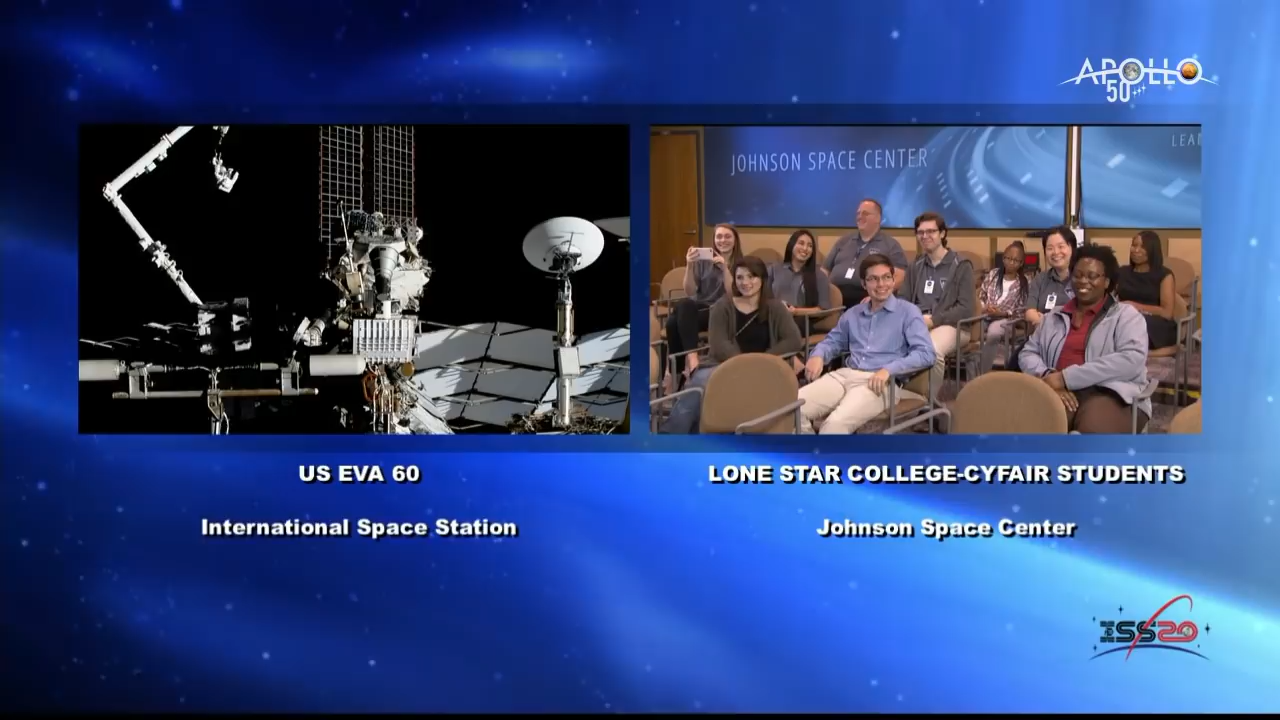 APOLLO
50
JOHNSON SPACE CENTER
US EVA 60
LONE STAR COLLEGE-CYFAIR STUDENTS
International Space Station
Johnson Space Center
ISS20